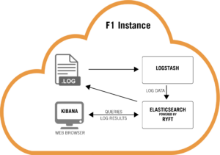 F1 Instance
.LOG
LOGSTASH
LOG DATA
KIBANA
WEB BROWSER
QUERIES
LOG RESULTS
ELASTICSEARCH
POWERED BY
RYFT